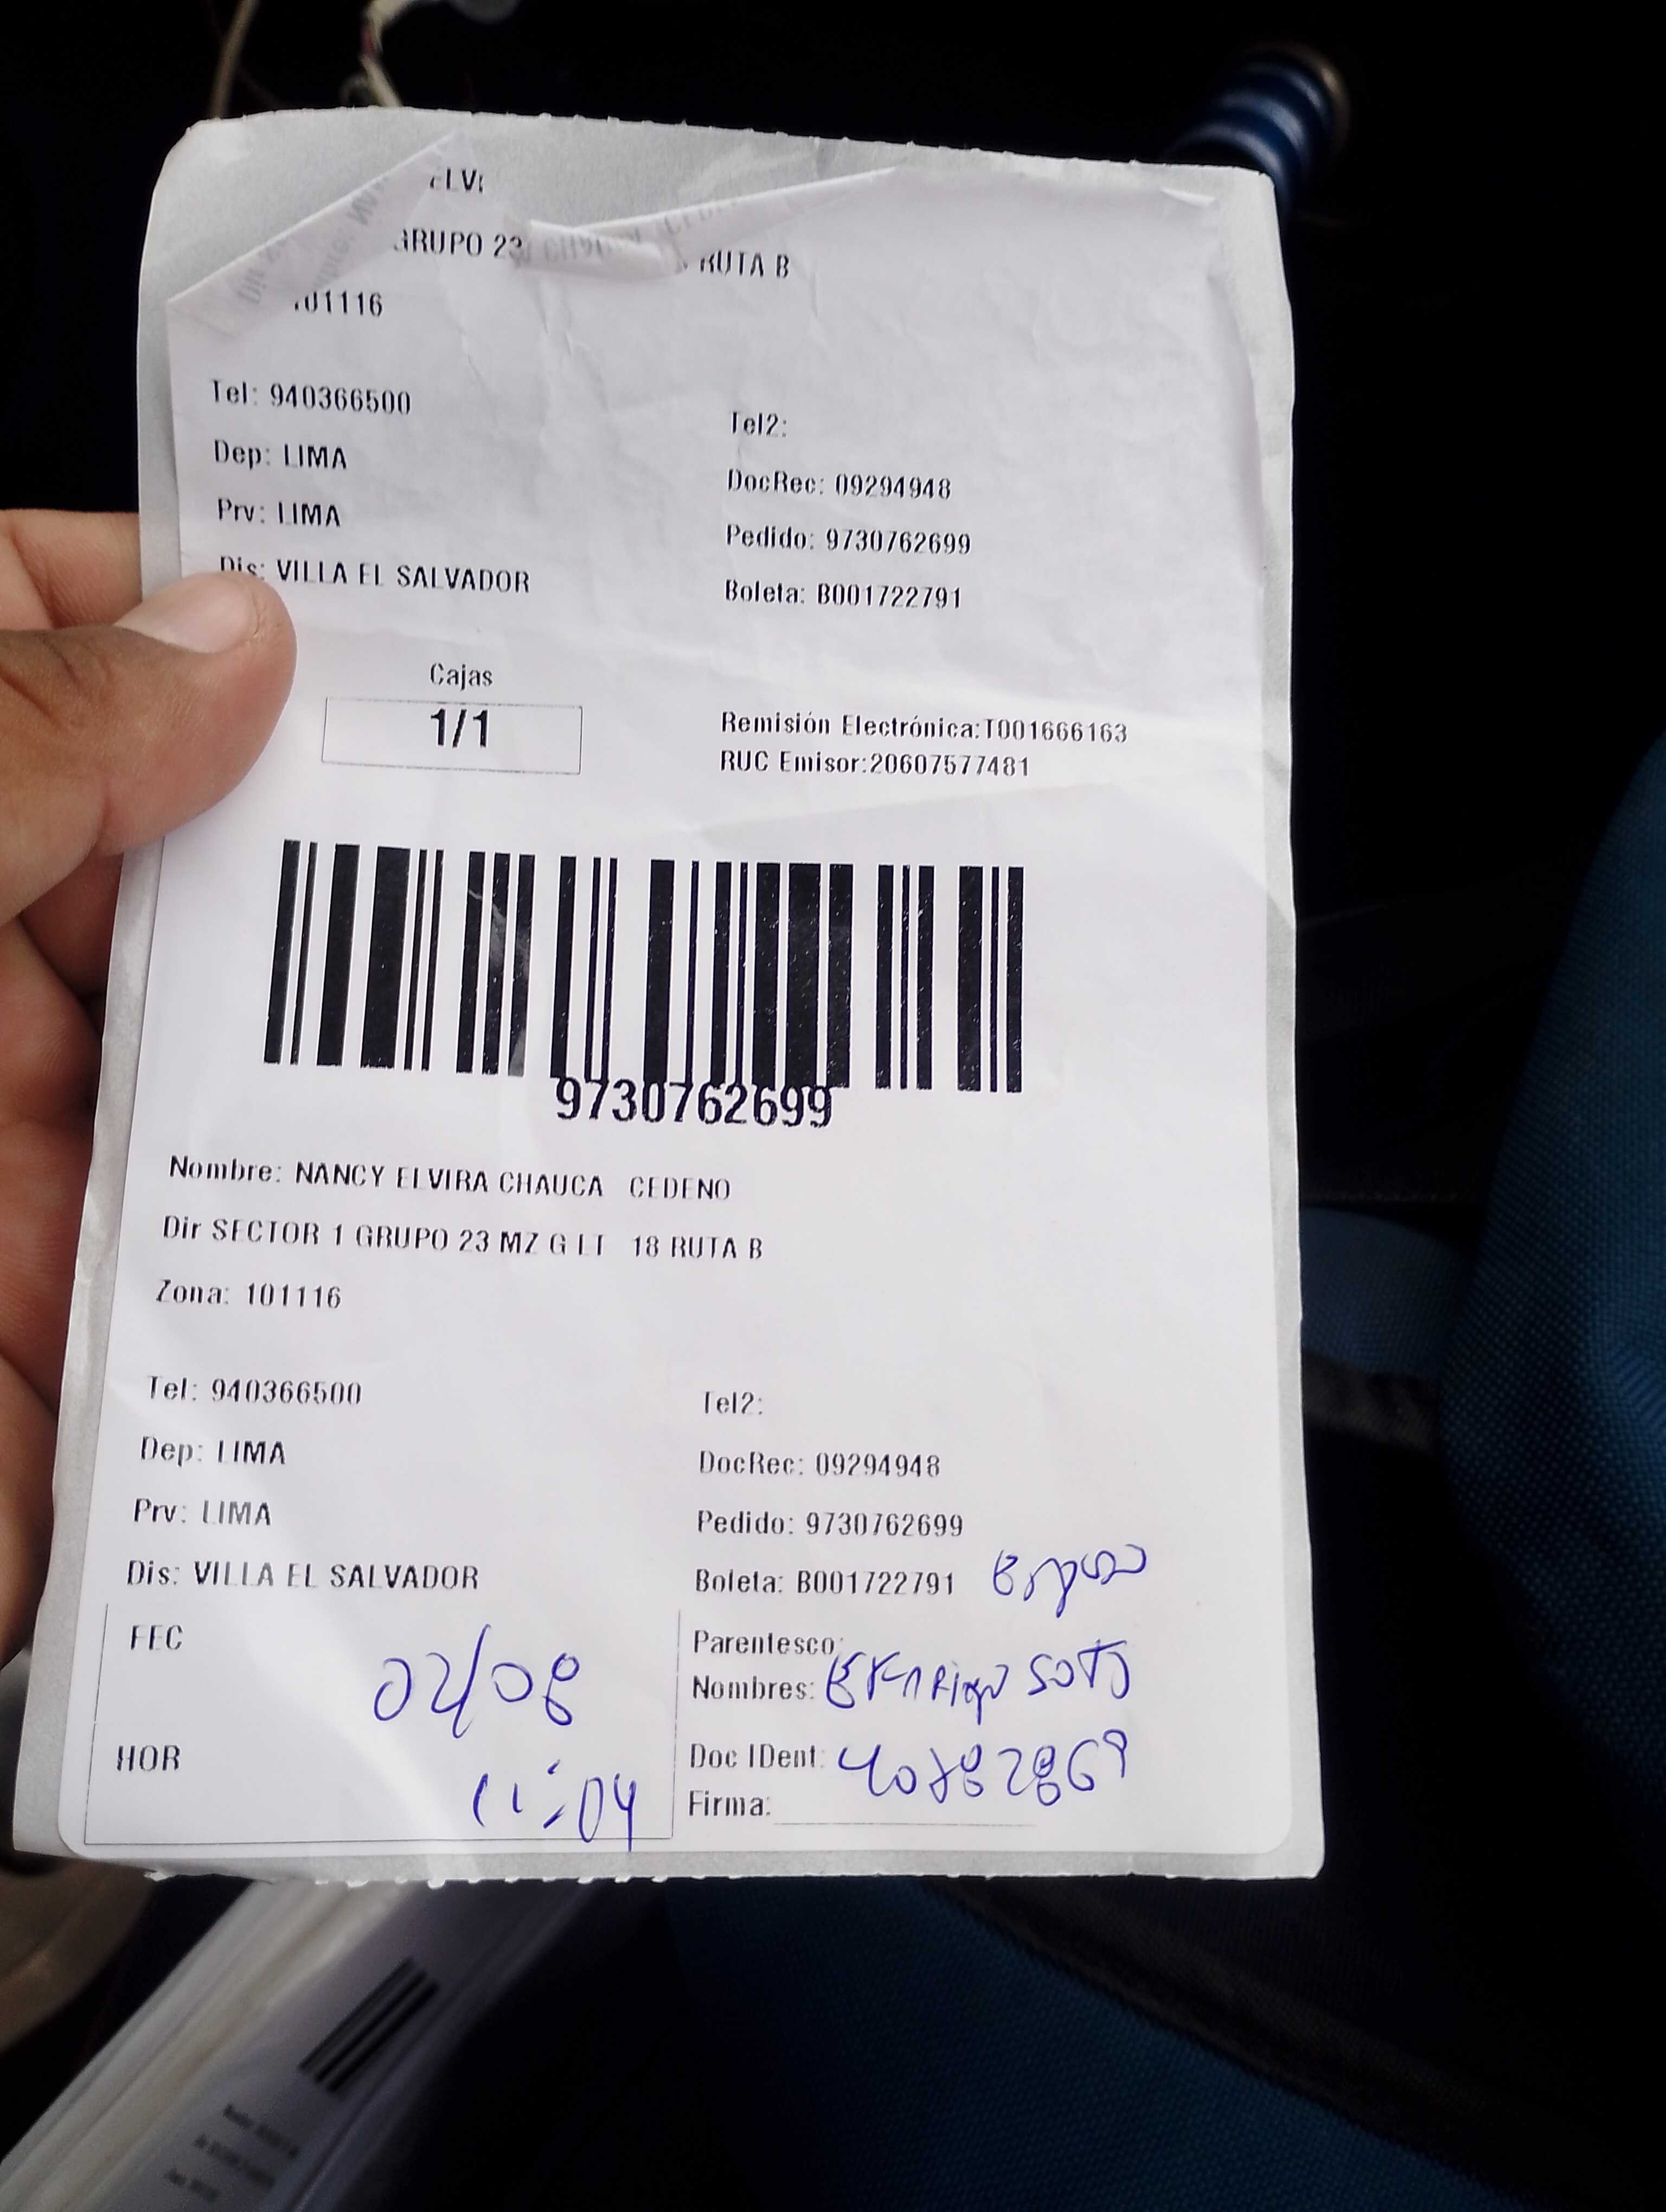 ELVI
GRUPO 23 RUTA B
101116
Tel: 940366500
Tel2:
Dep: LIMA
DocRec: 09294948
Prv: LIMA
Pedido: 9730762699
Dis: VILLA EL SALVADOR
Boleta: B001722791
Cajas
1/1
Remisión Electrónica:T001666163
RUC Emisor:20607577481
9730762699
Nombre: NANCY ELVIRA CHAUCA CEDENO
Dir SECTOR 1 GRUPO 23 MZ G LT 18 RUTA B
Zona: 101116
Tel: 940366500
Tel2:
Dep: LIMA
DocRec: 09294948
Prv: LIMA
Pedido: 9730762699
Dis: VILLA EL SALVADOR
Boleta: B001722791
FEC 02/08
Parentesco:
Nombres: Soto
HOR 11:04
Doc IDent: 40782869
Firma: